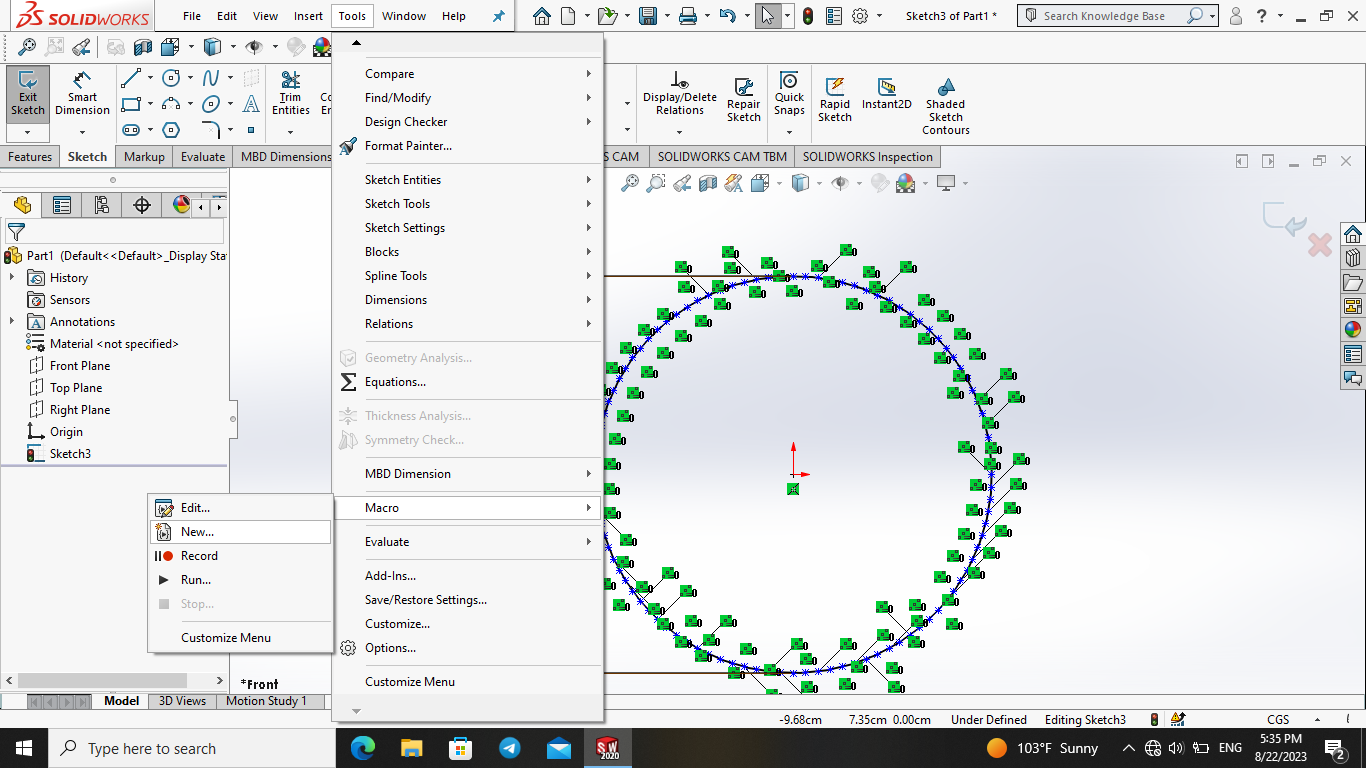 SOLIDWORKS
File Edit View Insert Tools Window Help
Sketch3 of Part1 *
Search Knowledge Base
Exit Sketch
Smart Dimension
Trim Entities
Display/Delete Relations
Repair Sketch
Quick Snaps
Rapid Sketch
Instant2D
Shaded Sketch Contours
Features Sketch Markup Evaluate MBD Dimensions
CAM SOLIDWORKS CAM TBM SOLIDWORKS Inspection
Part1 (Default<<Default>_Display Sta
History
Sensors
Annotations
Material <not specified>
Front Plane
Top Plane
Right Plane
Origin
Sketch3
Compare
Find/Modify
Design Checker
Format Painter...
Sketch Entities
Sketch Tools
Sketch Settings
Blocks
Spline Tools
Dimensions
Relations
Geometry Analysis...
Equations...
Thickness Analysis...
Symmetry Check...
MBD Dimension
Macro
Evaluate
Add-Ins...
Save/Restore Settings...
Customize...
Options...
Customize Menu
Edit...
New...
Record
Run...
Stop...
Customize Menu
*Front
Model 3D Views Motion Study 1
-9.68cm 7.35cm 0.00cm Under Defined Editing Sketch3 CGS
Type here to search
SW 2020
103°F Sunny
ENG
5:35 PM
8/22/2023
2